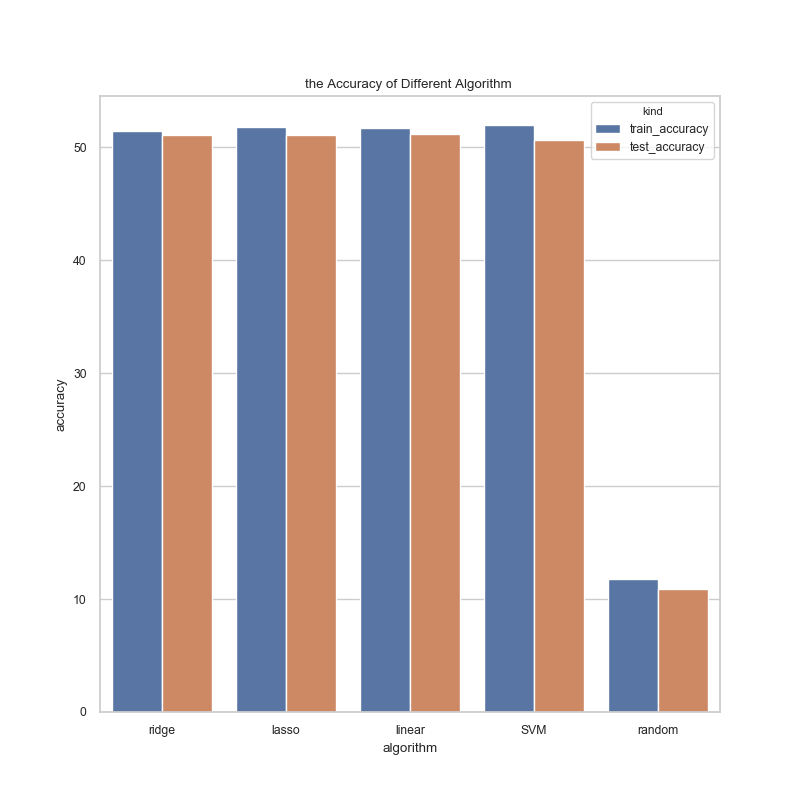 the Accuracy of Different Algorithm
kind
train_accuracy
test_accuracy
accuracy
50
40
30
20
10
0
ridge lasso linear SVM random
algorithm